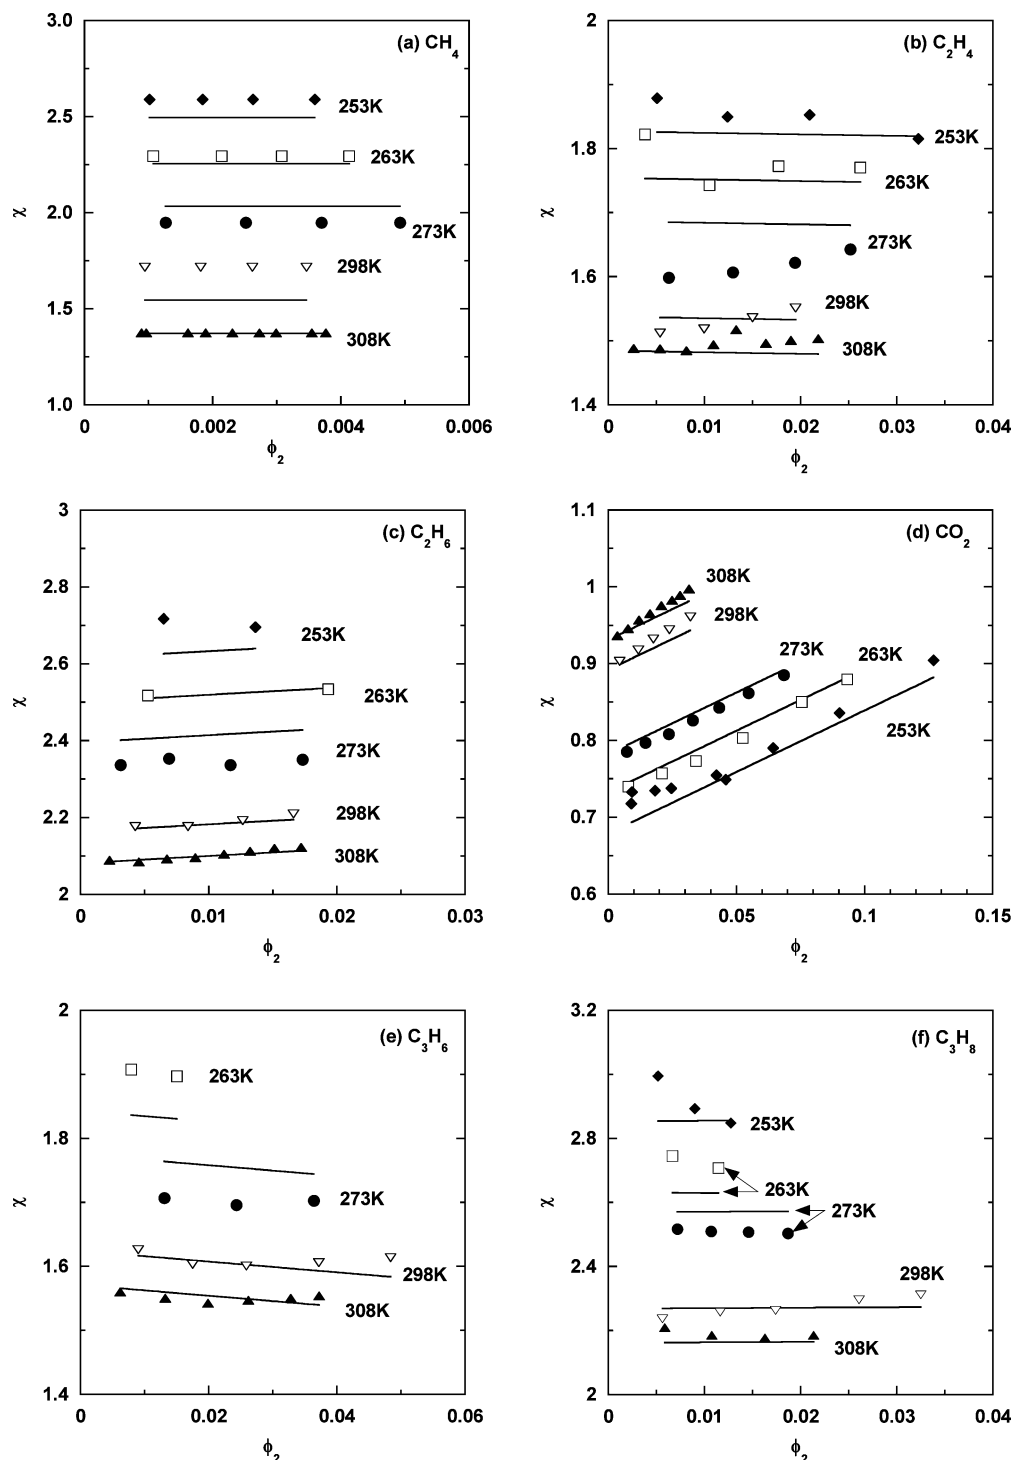 (a) CH4
3.0
2.5
2.0
1.5
1.0
χ
253K
263K
273K
298K
308K
0 0.002 0.004 0.006
ϕ2
(b) C2H4
2
1.8
1.6
1.4
χ
253K
263K
273K
298K
308K
0 0.01 0.02 0.03 0.04
ϕ2
(c) C2H6
3
2.8
2.6
2.4
2.2
2
χ
253K
263K
273K
298K
308K
0 0.01 0.02 0.03
ϕ2
(d) CO2
1.1
1
0.9
0.8
0.7
0.6
χ
308K
298K
273K 263K
253K
0 0.05 0.1 0.15
ϕ2
(e) C3H6
2
1.8
1.6
1.4
χ
263K
273K
298K
308K
0 0.02 0.04 0.06
ϕ2
(f) C3H8
3.2
2.8
2.4
2
χ
253K
263K
273K
298K
308K
0 0.01 0.02 0.03 0.04
ϕ2